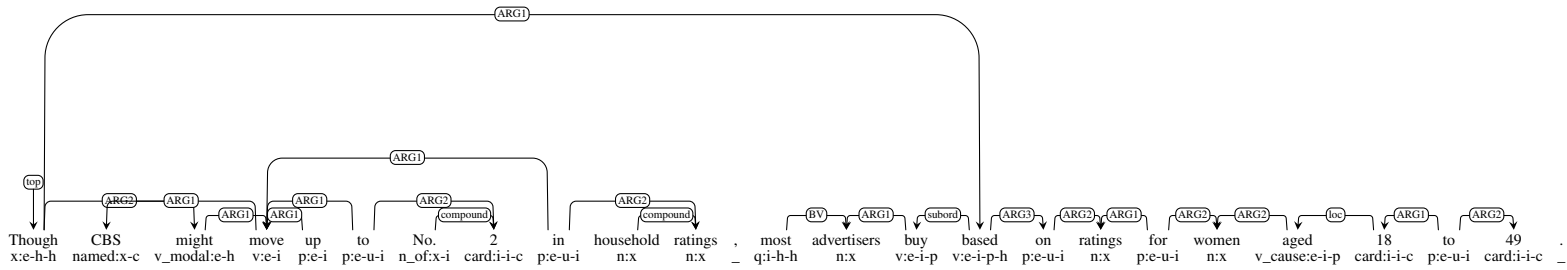 ARG1
ARG1
top
ARG2 ARG1 ARG1 ARG2 ARG2
ARG1 ARG1 compound compound BV ARG1 subord ARG3 ARG2 ARG1 ARG2 ARG2 loc ARG1 ARG2
Though CBS might move up to No. 2 in household ratings , most advertisers buy based on ratings for women aged 18 to 49 .
x:e-h-h named:x-c v_modal:e-h v:e-i p:e-i p:e-u-i n_of:x-i card:i-i-c p:e-u-i n:x n:x _ q:i-h-h n:x v:e-i-p v:e-i-p-h p:e-u-i n:x p:e-u-i n:x v_cause:e-i-p card:i-i-c p:e-u-i card:i-i-c _